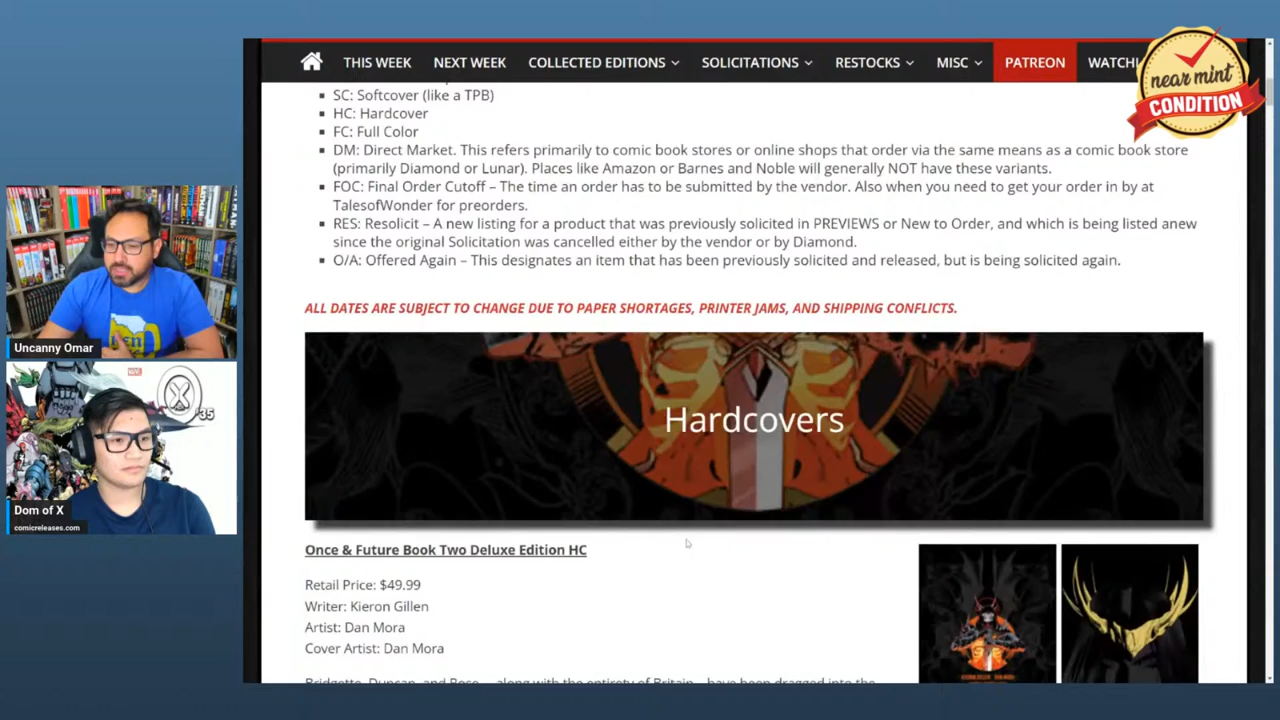 THIS WEEK NEXT WEEK COLLECTED EDITIONS SOLICITATIONS RESTOCKS MISC PATREON
near mint
CONDITION
SC: Softcover (like a TPB)
HC: Hardcover
FC: Full Color
DM: Direct Market. This refers primarily to comic book stores or online shops that order via the same means as a comic book store
(primarily Diamond or Lunar). Places like Amazon or Barnes and Noble will generally NOT have these variants.
FOC: Final Order Cutoff – The time an order has to be submitted by the vendor. Also when you need to get your order in by at
TalesofWonder for preorders.
RES: Resolicit – A new listing for a product that was previously solicited in PREVIEWS or New to Order, and which is being listed anew
since the original Solicitation was cancelled either by the vendor or by Diamond.
O/A: Offered Again – This designates an item that has been previously solicited and released, but is being solicited again.
ALL DATES ARE SUBJECT TO CHANGE DUE TO PAPER SHORTAGES, PRINTER JAMS, AND SHIPPING CONFLICTS.
Hardcovers
Once & Future Book Two Deluxe Edition HC
Retail Price: $49.99
Writer: Kieron Gillen
Artist: Dan Mora
Cover Artist: Dan Mora
Uncanny Omar
MARVEL
X
35
Dom of X
comicreleases.com